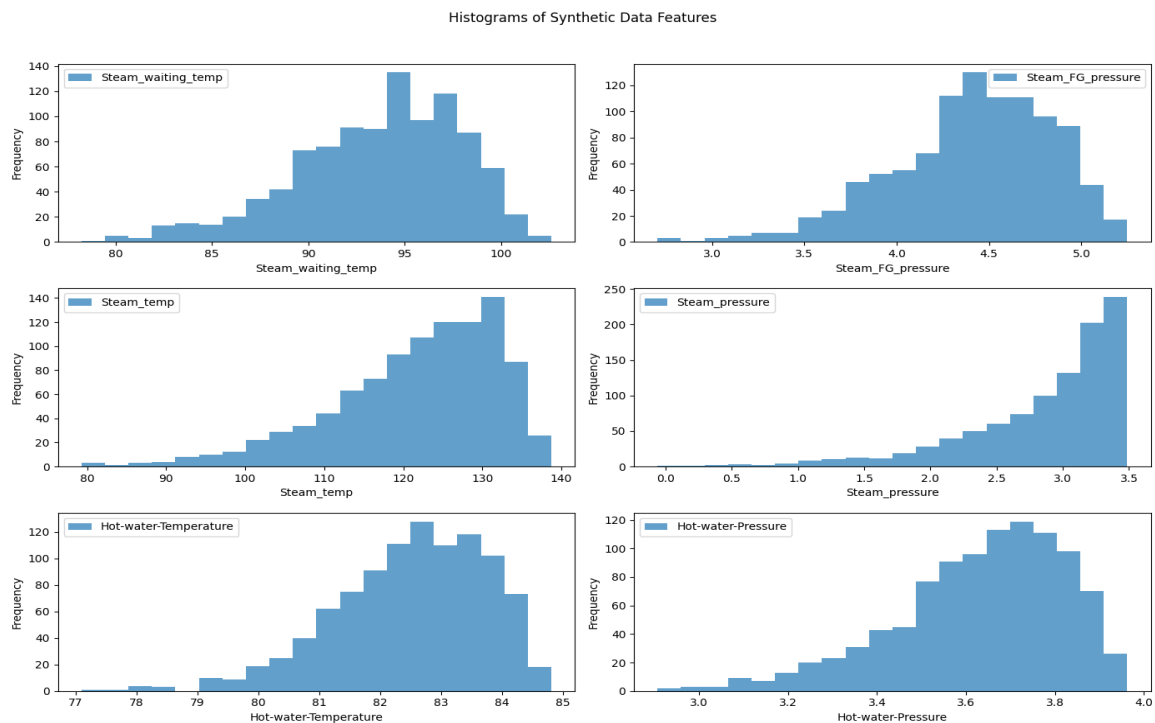 Histograms of Synthetic Data Features
140
120
100
80
60
40
20
0
Frequency
Steam_waiting_temp
80 85 90 95 100
Steam_waiting_temp
120
100
80
60
40
20
0
Frequency
Steam_FG_pressure
3.0 3.5 4.0 4.5 5.0
Steam_FG_pressure
140
120
100
80
60
40
20
0
Frequency
Steam_temp
80 90 100 110 120 130 140
Steam_temp
250
200
150
100
50
0
Frequency
Steam_pressure
0.0 0.5 1.0 1.5 2.0 2.5 3.0 3.5
Steam_pressure
120
100
80
60
40
20
0
Frequency
Hot-water-Temperature
77 78 79 80 81 82 83 84 85
Hot-water-Temperature
120
100
80
60
40
20
0
Frequency
Hot-water-Pressure
3.0 3.2 3.4 3.6 3.8 4.0
Hot-water-Pressure